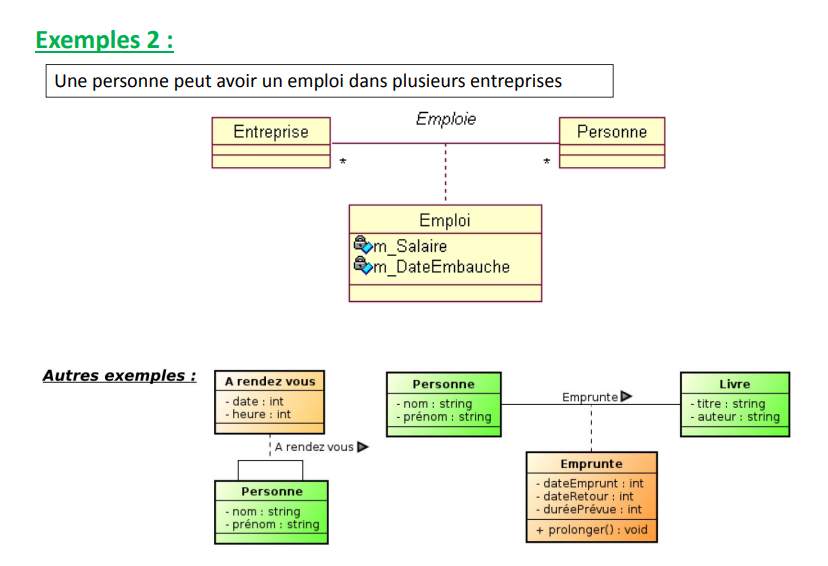 Exemples 2 :
Une personne peut avoir un emploi dans plusieurs entreprises
Entreprise
Emploie
Personne
*
*
Emploi
m_Salaire
m_DateEmbauche
Autres exemples :
A rendez vous
- date : int
- heure : int
A rendez vous
Personne
- nom : string
- prénom : string
Personne
- nom : string
- prénom : string
Emprunte
Livre
- titre : string
- auteur : string
Emprunte
- dateEmprunt : int
- dateRetour : int
- duréePrévue : int
+ prolonger() : void